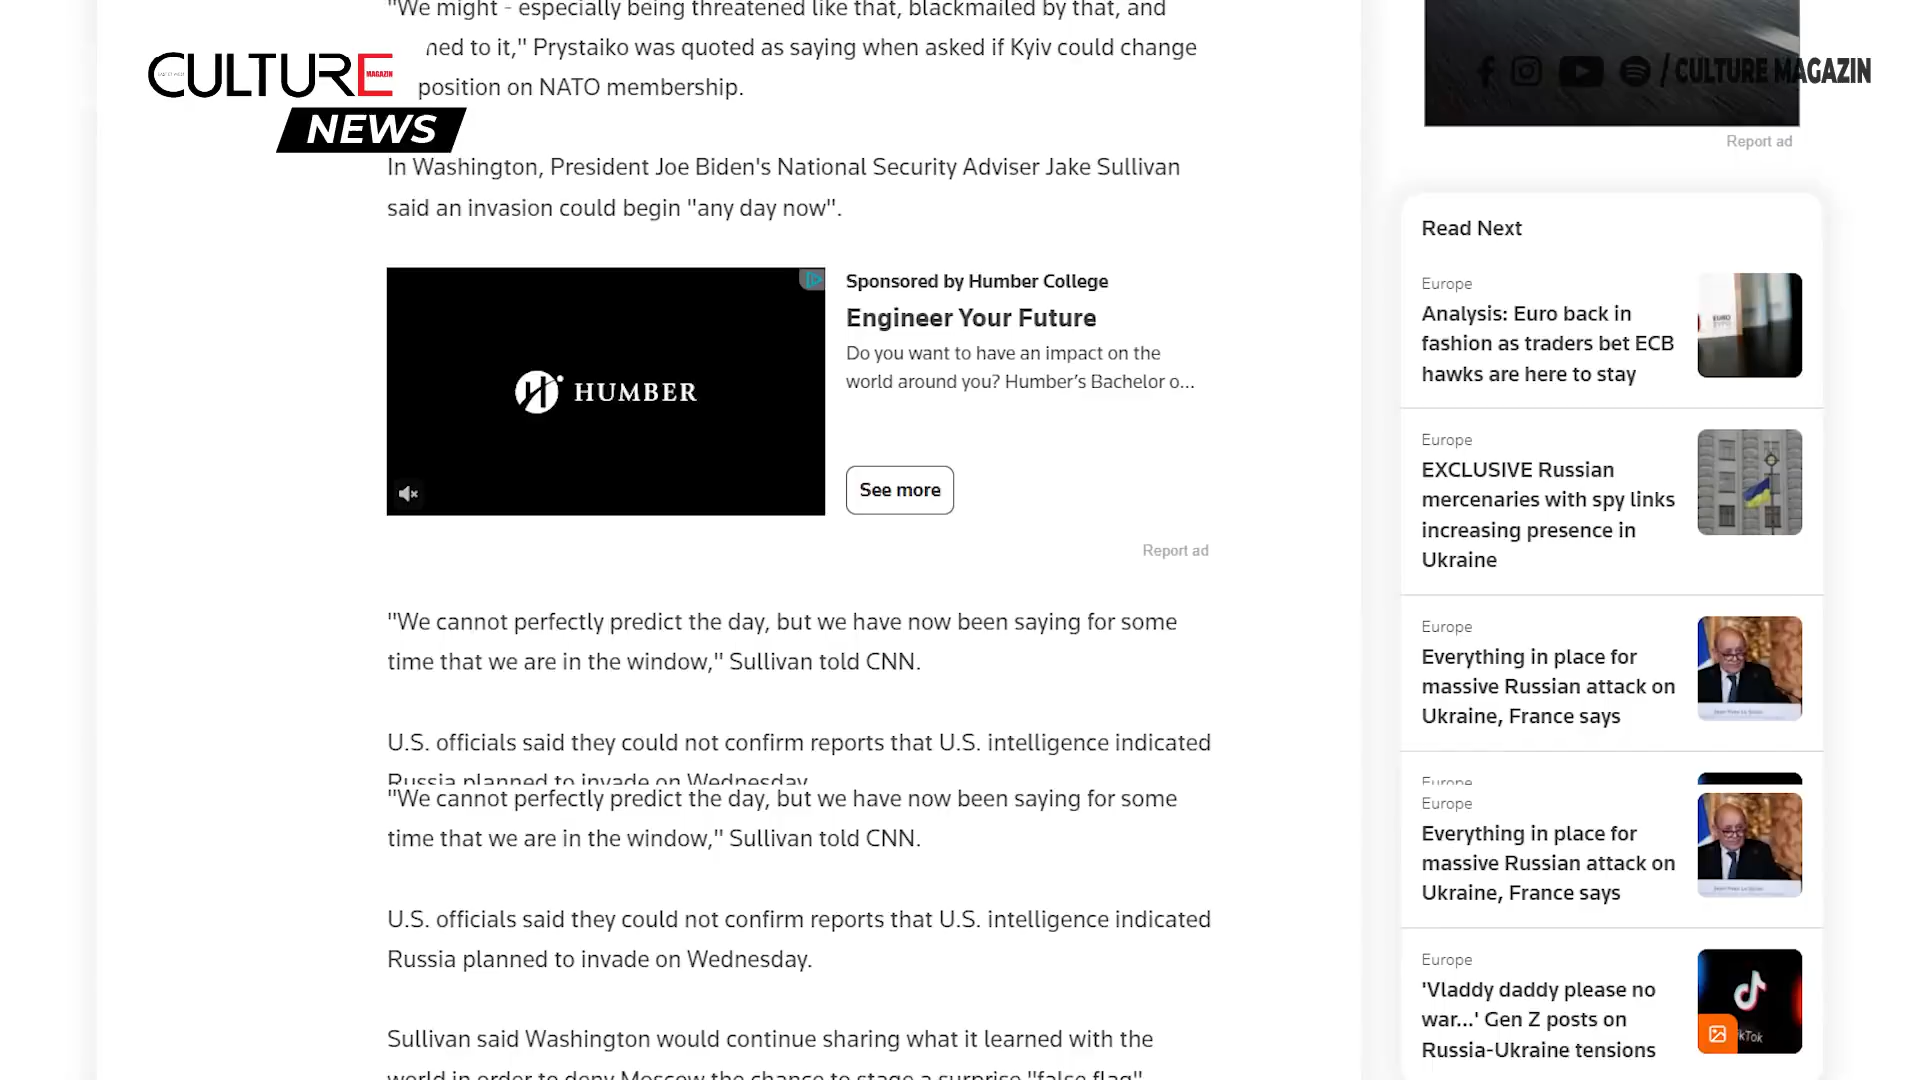 "We might - especially being threatened like that, blackmailed by that, and
ned to it," Prystaiko was quoted as saying when asked if Kyiv could change
position on NATO membership.
CULTURE
MAGAZIN
NEWS
In Washington, President Joe Biden's National Security Adviser Jake Sullivan
said an invasion could begin "any day now".
HUMBER
Sponsored by Humber College
Engineer Your Future
Do you want to have an impact on the
world around you? Humber's Bachelor o...
See more
Report ad
"We cannot perfectly predict the day, but we have now been saying for some
time that we are in the window," Sullivan told CNN.
U.S. officials said they could not confirm reports that U.S. intelligence indicated
Russia planned to invade on Wednesday.
"We cannot perfectly predict the day, but we have now been saying for some
time that we are in the window," Sullivan told CNN.
U.S. officials said they could not confirm reports that U.S. intelligence indicated
Russia planned to invade on Wednesday.
Sullivan said Washington would continue sharing what it learned with the
world in order to deny Moscow the chance to stage a surprise "false flag"
/ CULTURE MAGAZIN
Report ad
Read Next
Europe
Analysis: Euro back in
fashion as traders bet ECB
hawks are here to stay
EURO
Europe
EXCLUSIVE Russian
mercenaries with spy links
increasing presence in
Ukraine
Europe
Everything in place for
massive Russian attack on
Ukraine, France says
Europe
Europe
Everything in place for
massive Russian attack on
Ukraine, France says
Europe
'Vladdy daddy please no
war...' Gen Z posts on
Russia-Ukraine tensions
kTok